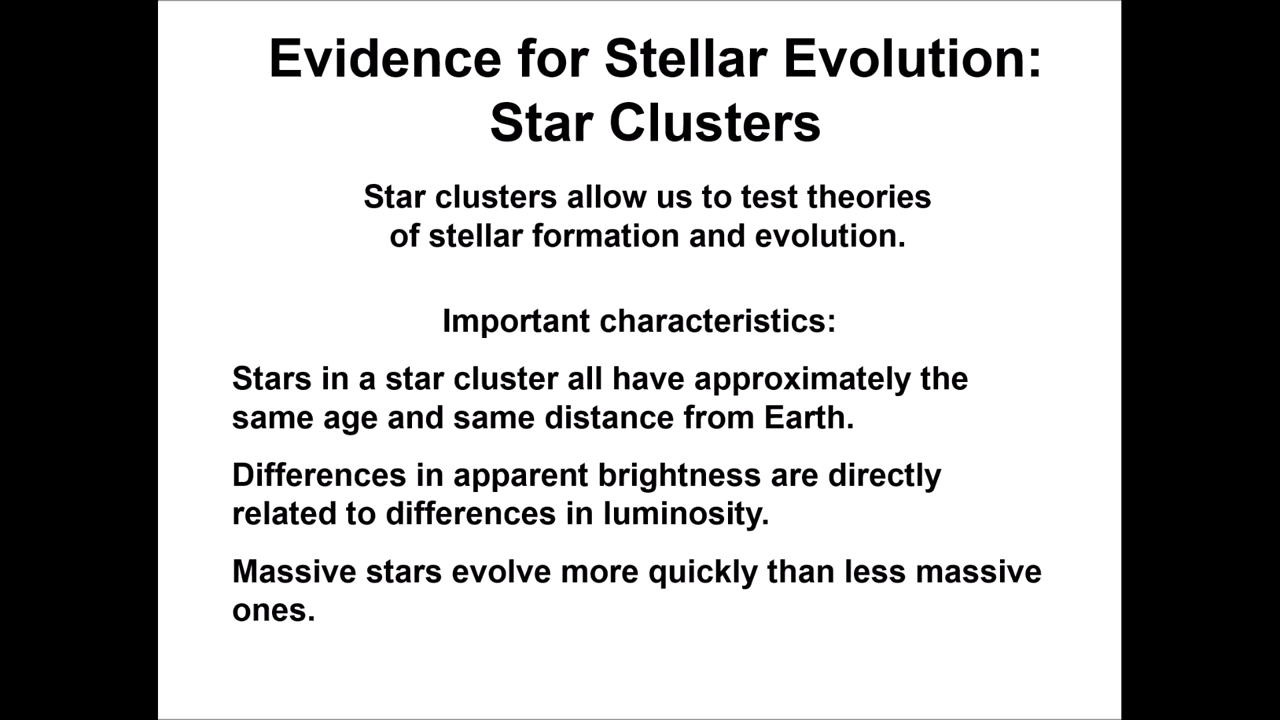 Evidence for Stellar Evolution:
Star Clusters
Star clusters allow us to test theories
of stellar formation and evolution.
Important characteristics:
Stars in a star cluster all have approximately the
same age and same distance from Earth.
Differences in apparent brightness are directly
related to differences in luminosity.
Massive stars evolve more quickly than less massive
ones.